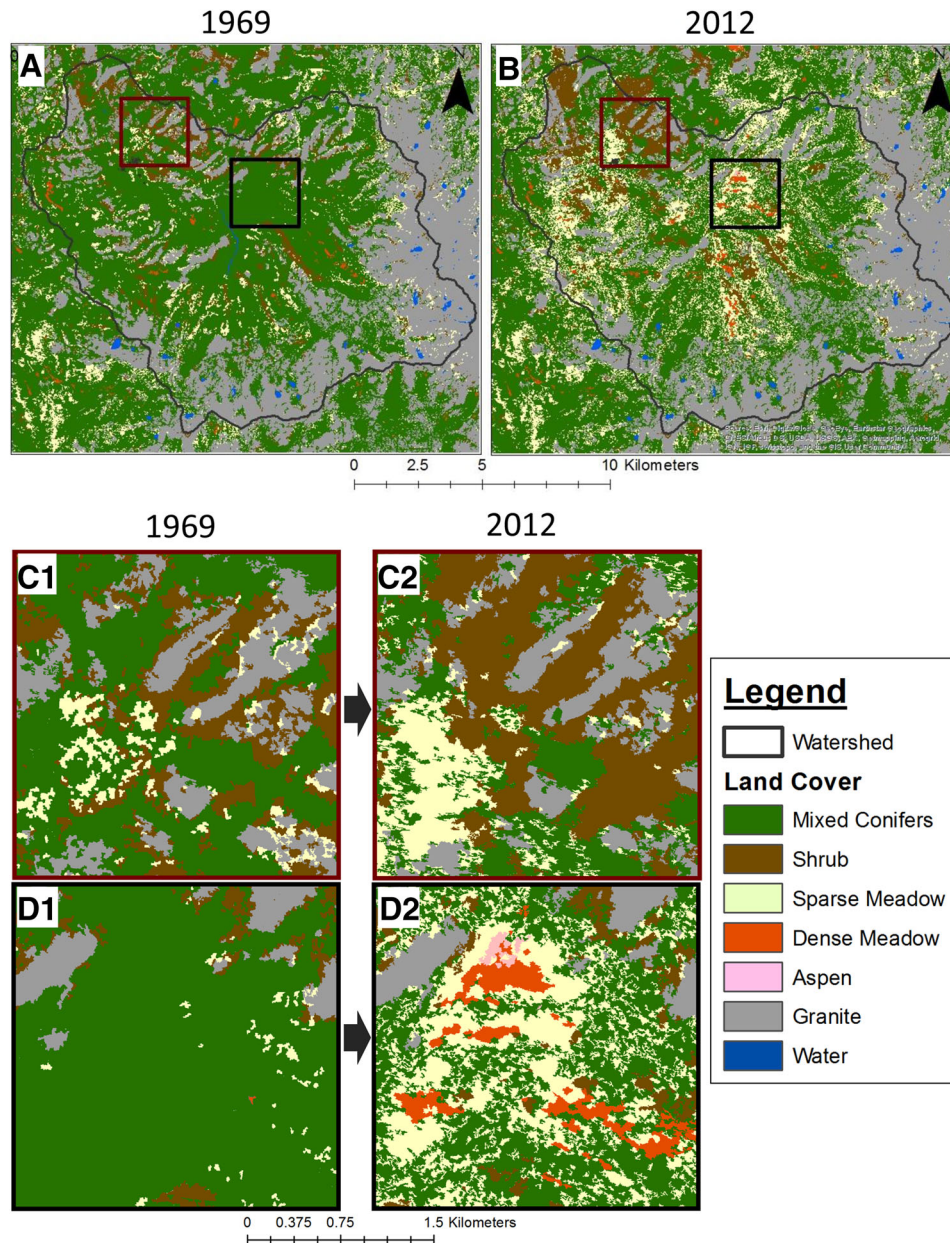 1969 2012
A B
0 2.5 5 10 Kilometers
1969 2012
C1 C2
D1 D2
Legend
Watershed
Land Cover
Mixed Conifers
Shrub
Sparse Meadow
Dense Meadow
Aspen
Granite
Water
0 0.375 0.75 1.5 Kilometers